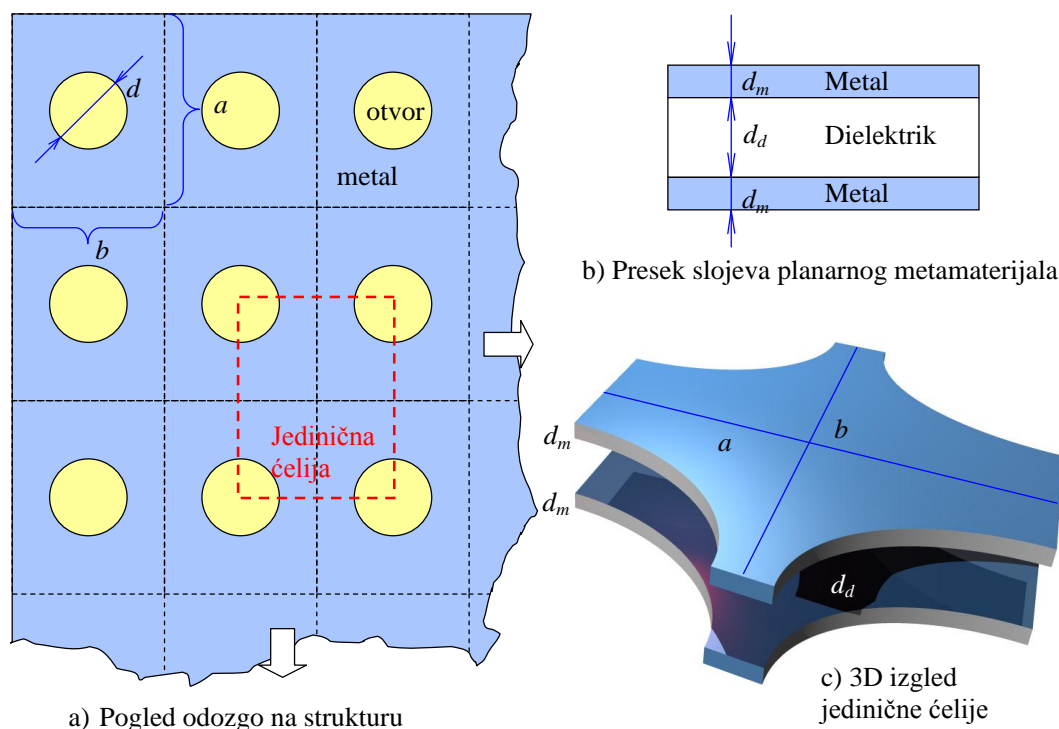 d
a
otvor
metal
b
Jedinična
ćelija
a) Pogled odozgo na strukturu
d_m
Metal
d_d
Dielektrik
d_m
Metal
b) Presek slojeva planarnog metamaterijala
d_m
a
b
d_m
d_d
c) 3D izgled
jedinične ćelije